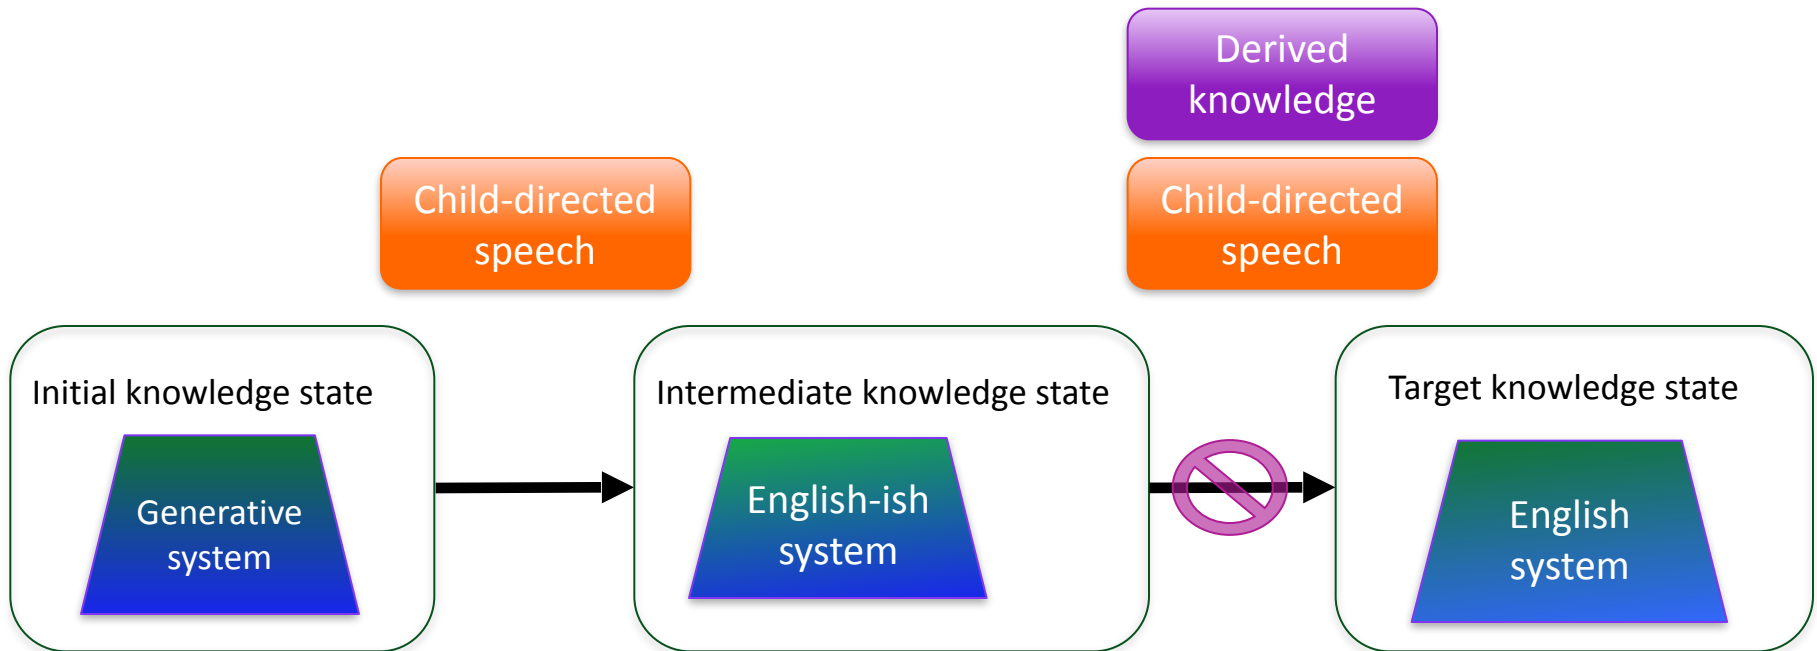 Derived
knowledge
Child-directed
speech
Child-directed
speech
Initial knowledge state
Generative
system
Intermediate knowledge state
English-ish
system
Target knowledge state
English
system